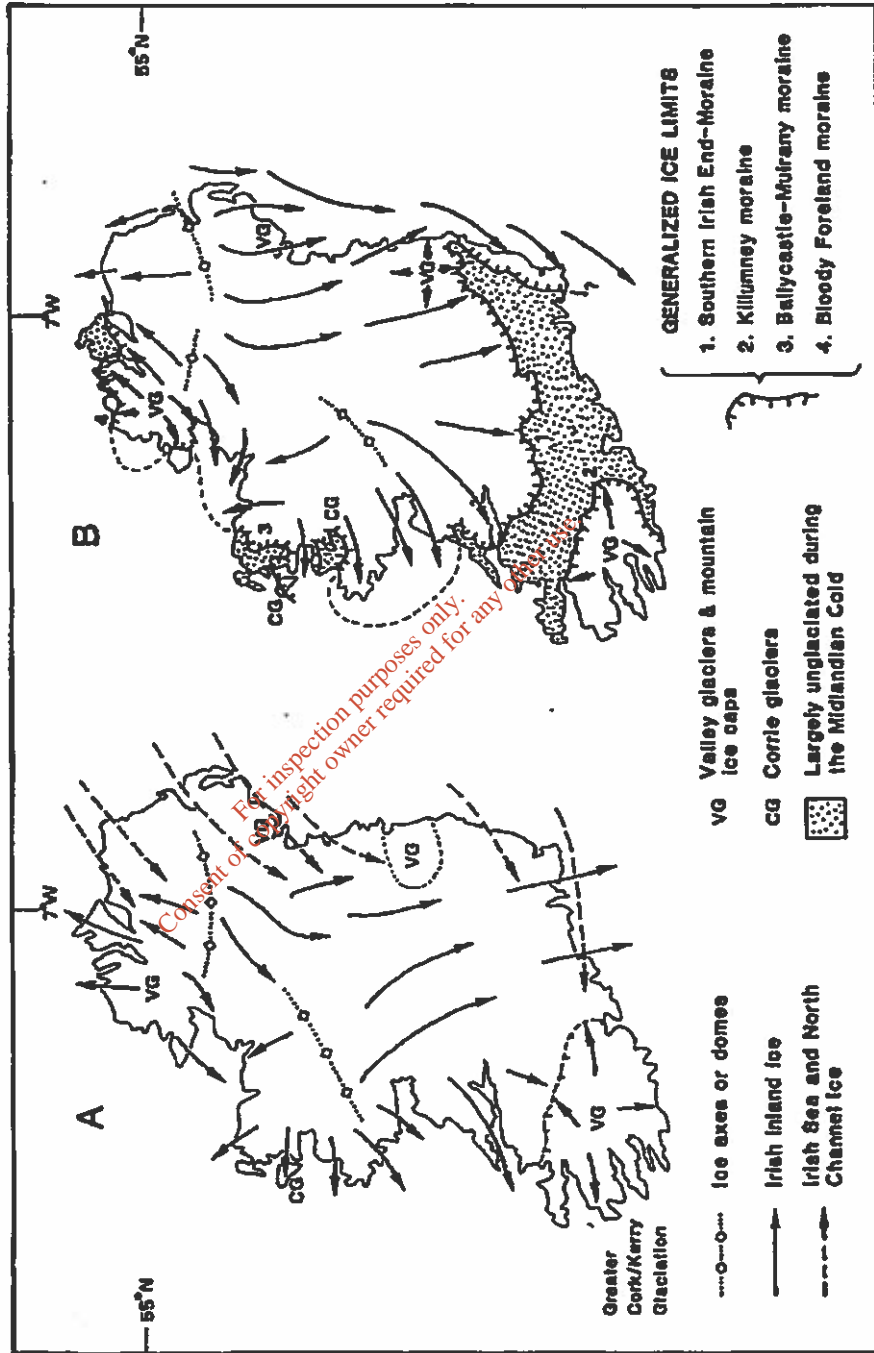 A
B
55°N
7°W
7°W
55°N
VG
VG
VG
CG
VG
Greater
Cork/Kerry
Glaciation
VG
VG
VG
4
3
CG
CG
1
2
VG
Ice axes or domes
Irish Inland Ice
Irish Sea and North
Channel Ice
VG Valley glaciers & mountain
ice caps
CG Corrie glaciers
Largely unglaciated during
the Midlandian Cold
GENERALIZED ICE LIMITS
1. Southern Irish End-Moraine
2. Killumney moraine
3. Ballycastle-Mulrany moraine
4. Bloody Foreland moraine
For inspection purposes only.
Consent of copyright owner required for any other use.